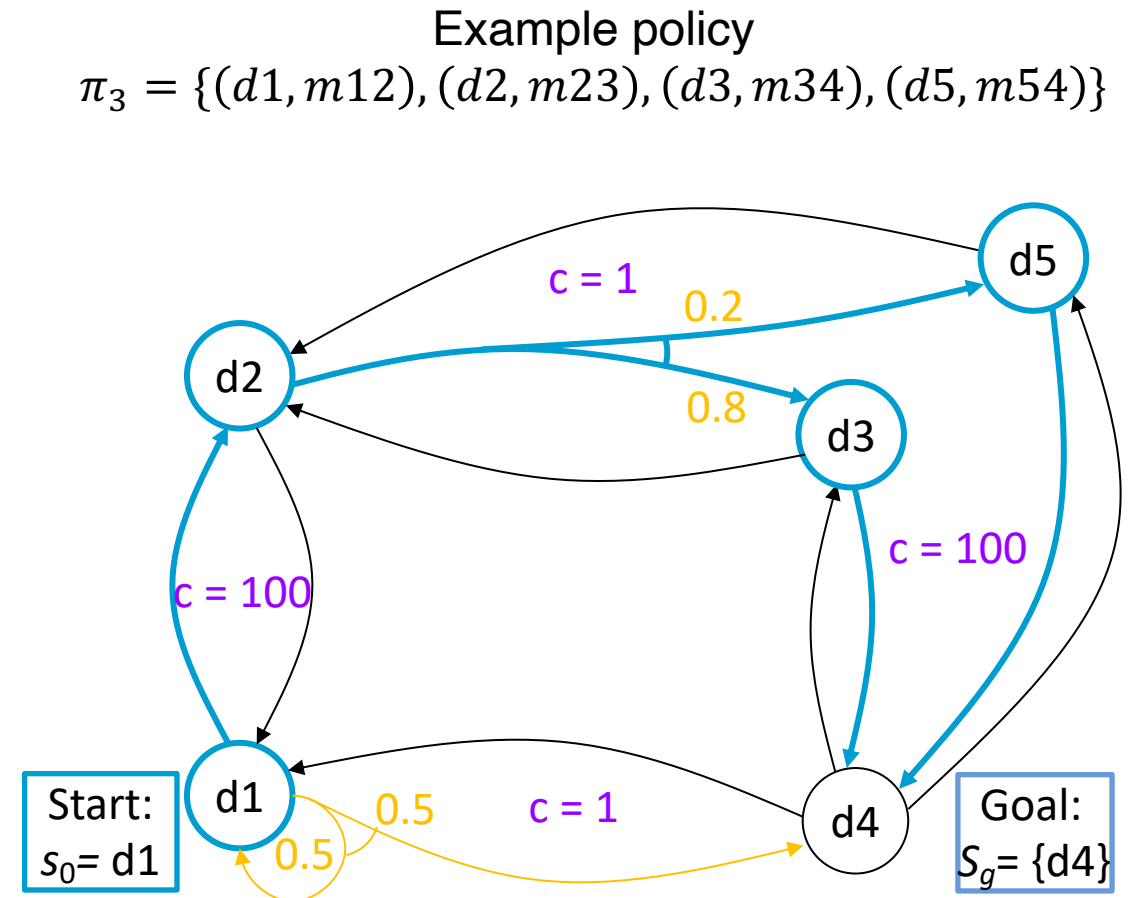 Example policy
π₃ = {(d1, m12), (d2, m23), (d3, m34), (d5, m54)}
d5
c = 1
0.2
d2
0.8
d3
c = 100
c = 100
Start:
s₀= d1
d1
0.5
0.5
c = 1
d4
Goal:
S_g= {d4}